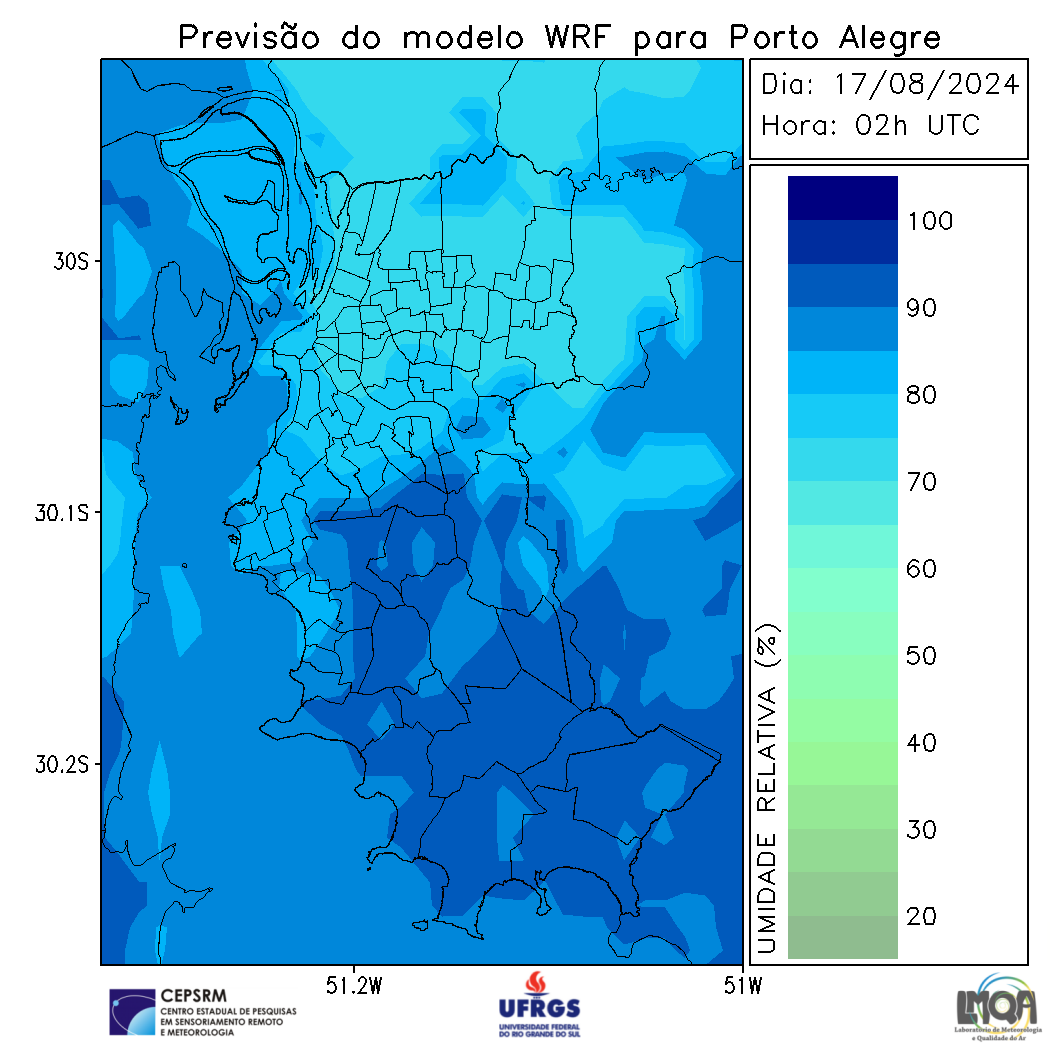 Previsão do modelo WRF para Porto Alegre
Dia: 17/08/2024
Hora: 02h UTC
100
90
80
70
60
50
40
30
20
UMIDADE RELATIVA (%)
30S
30.1S
30.2S
51.2W
51W
CEPSRM
CENTRO ESTADUAL DE PESQUISAS
EM SENSORIAMENTO REMOTO
E METEOROLOGIA
UFRGS
UNIVERSIDADE FEDERAL
DO RIO GRANDE DO SUL
LMQA
Laboratório de Meteorologia
e Qualidade do Ar